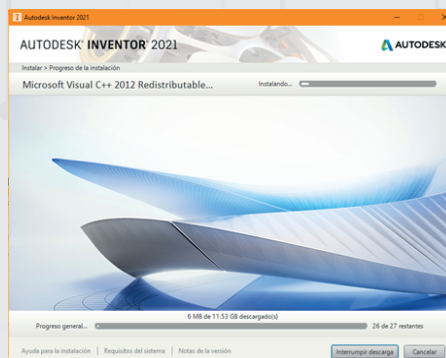 Autodesk Inventor 2021
AUTODESK® INVENTOR® 2021
AUTODESK
Instalar > Progreso de la instalación
Microsoft Visual C++ 2012 Redistributable...
Instalando...
6 MB de 11.53 GB descargado(s)
Progreso general...
26 de 27 restantes
Ayuda para la instalación | Requisitos del sistema | Notas de la versión
Interrumpir descarga
Cancelar